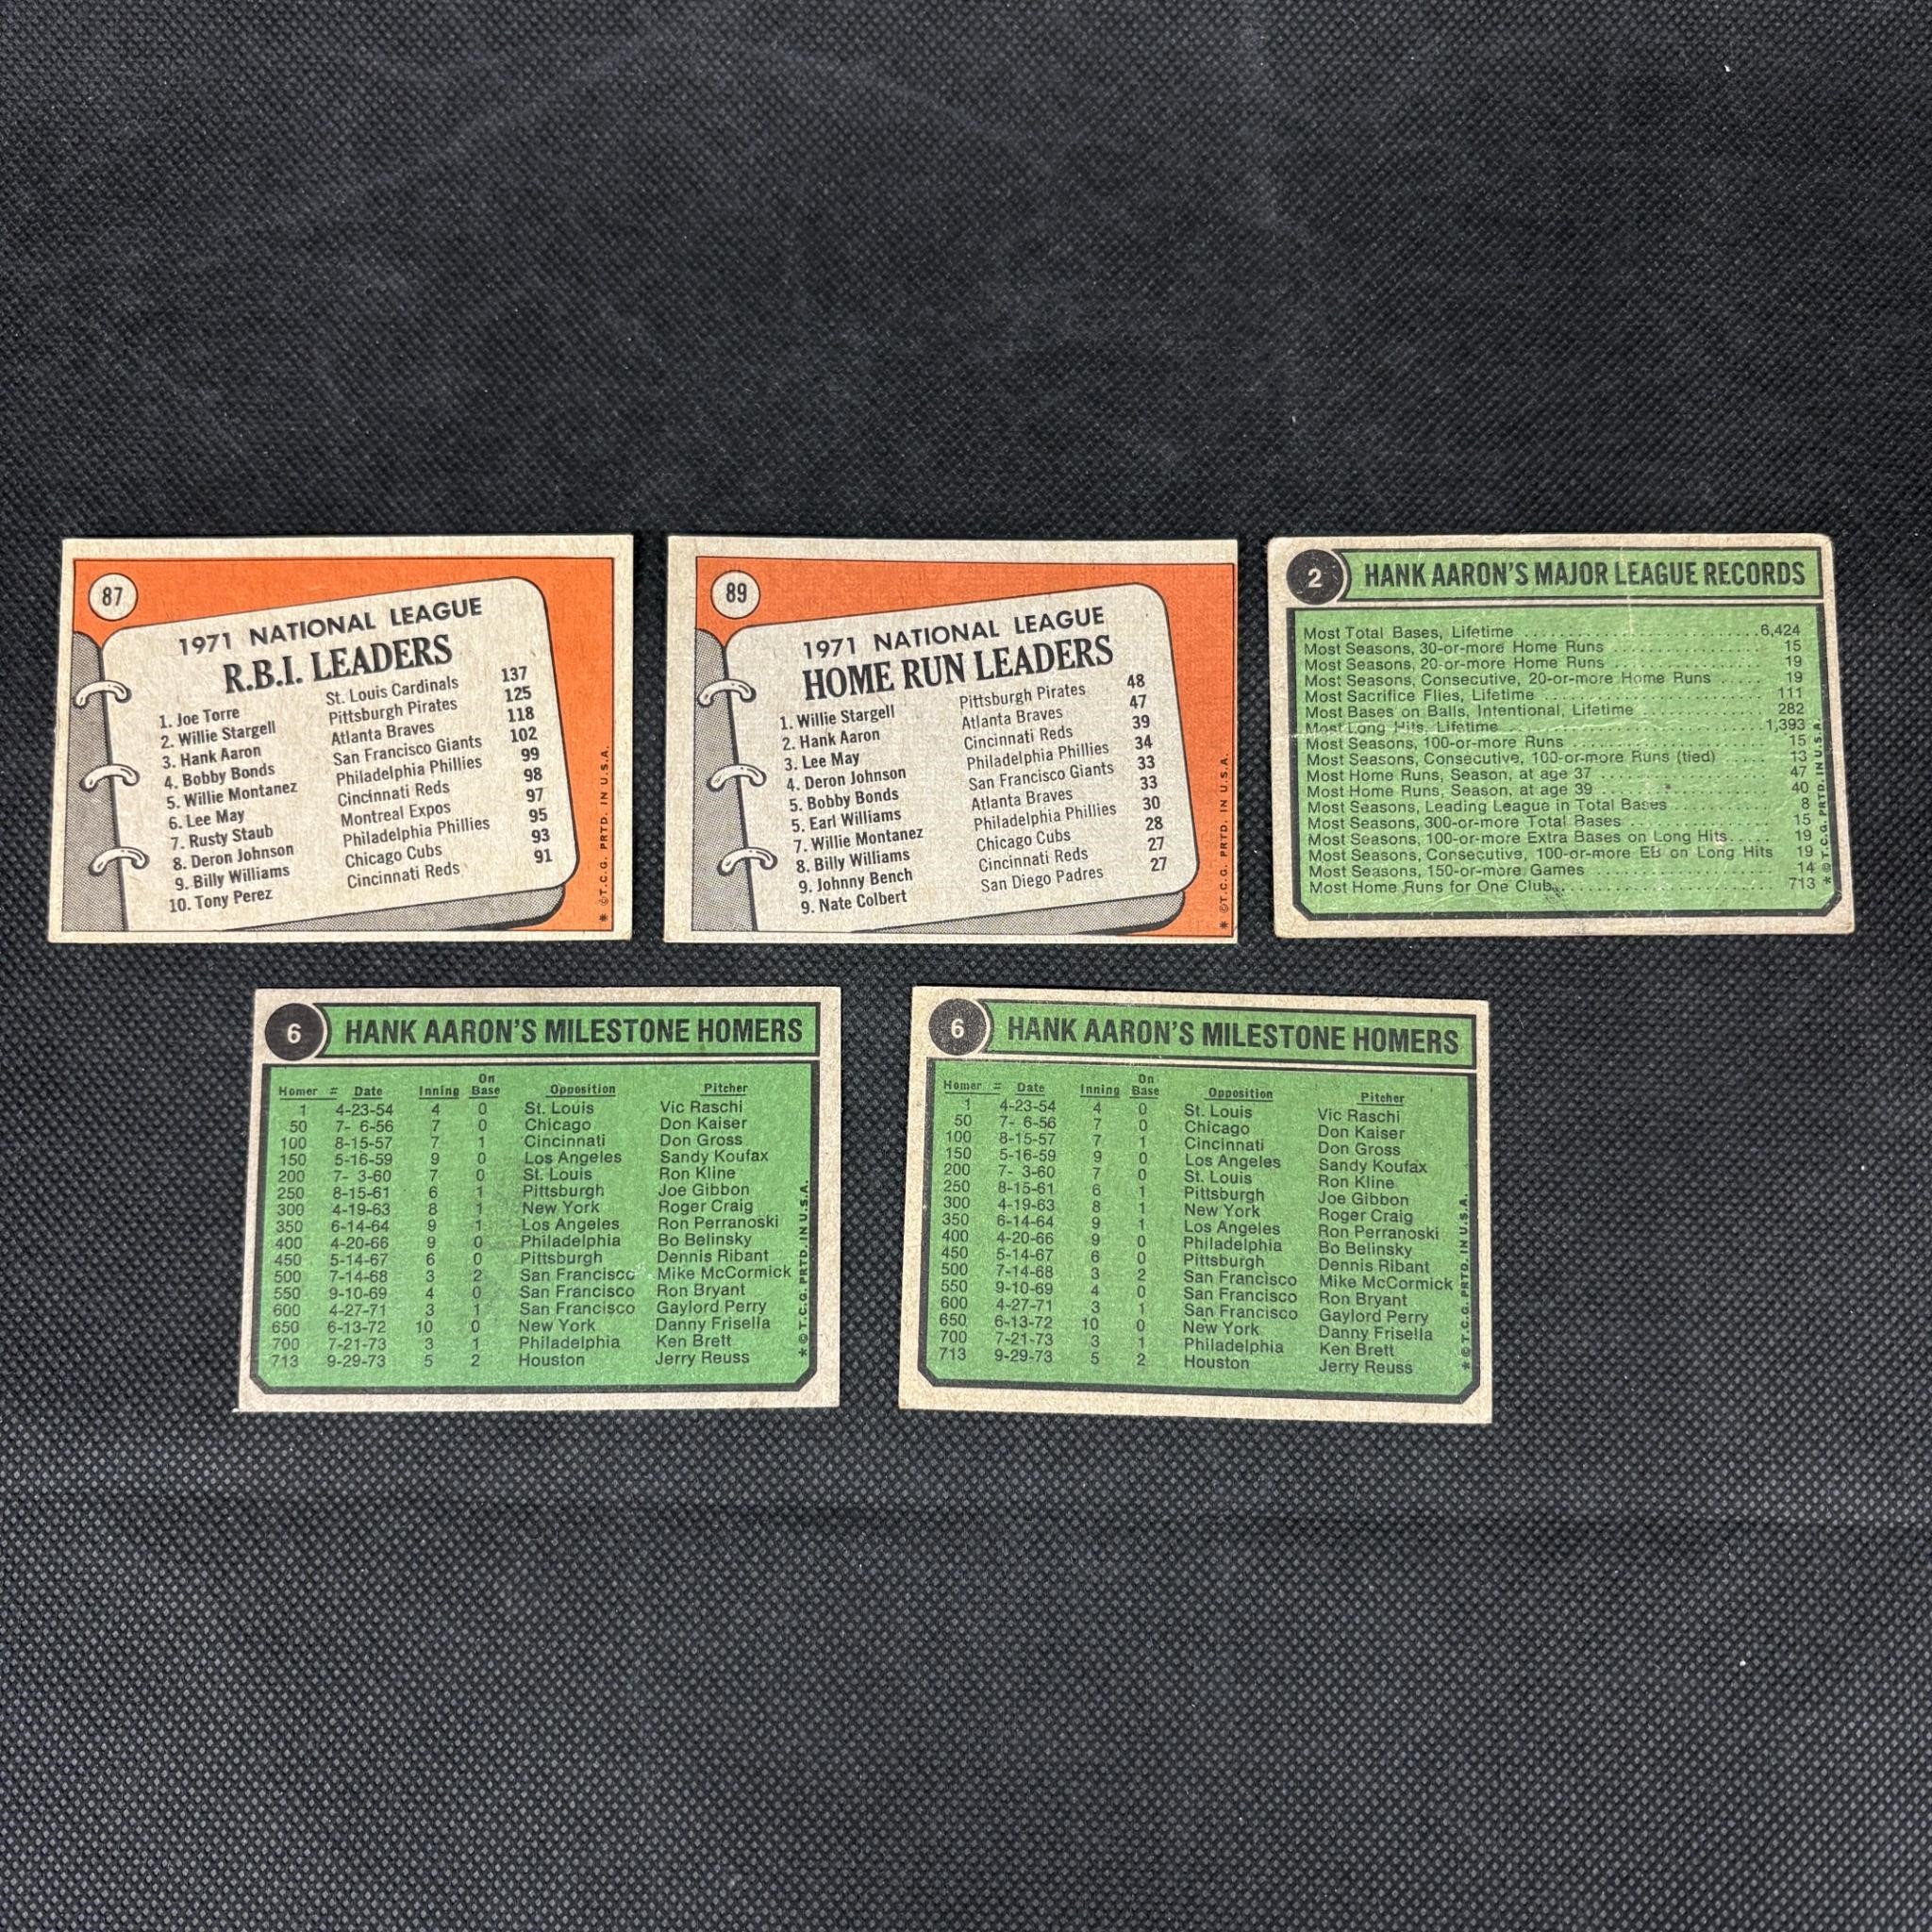 87
1971 NATIONAL LEAGUE
R.B.I. LEADERS
1. Joe Torre St. Louis Cardinals 137
2. Willie Stargell Pittsburgh Pirates 125
3. Hank Aaron Atlanta Braves 118
4. Bobby Bonds San Francisco Giants 102
5. Willie Montanez Philadelphia Phillies 99
6. Lee May Cincinnati Reds 98
7. Rusty Staub Montreal Expos 97
8. Deron Johnson Philadelphia Phillies 95
9. Billy Williams Chicago Cubs 93
10. Tony Perez Cincinnati Reds 91
* ©T.C.G. PRTD. IN U.S.A.
89
1971 NATIONAL LEAGUE
HOME RUN LEADERS
1. Willie Stargell Pittsburgh Pirates 48
2. Hank Aaron Atlanta Braves 47
3. Lee May Cincinnati Reds 39
4. Deron Johnson Philadelphia Phillies 34
5. Bobby Bonds San Francisco Giants 33
5. Earl Williams Atlanta Braves 33
7. Willie Montanez Philadelphia Phillies 30
8. Billy Williams Chicago Cubs 28
9. Johnny Bench Cincinnati Reds 27
9. Nate Colbert San Diego Padres 27
* ©T.C.G. PRTD. IN U.S.A.
2
HANK AARON'S MAJOR LEAGUE RECORDS
Most Total Bases, Lifetime 6,424
Most Seasons, 30-or-more Home Runs 15
Most Seasons, 20-or-more Home Runs 19
Most Seasons, Consecutive, 20-or-more Home Runs 19
Most Sacrifice Flies, Lifetime 111
Most Bases on Balls, Intentional, Lifetime 282
Most Long Hits, Lifetime 1,393
Most Seasons, 100-or-more Runs 15
Most Seasons, Consecutive, 100-or-more Runs (tied) 13
Most Home Runs, Season, at age 37 47
Most Home Runs, Season, at age 39 40
Most Seasons, Leading League in Total Bases 8
Most Seasons, 300-or-more Total Bases 15
Most Seasons, 100-or-more Extra Bases on Long Hits 19
Most Seasons, Consecutive, 100-or-more EB on Long Hits 19
Most Seasons, 150-or-more Games 14
Most Home Runs for One Club 713
* © T.C.G. PRTD. IN U.S.A.
6
HANK AARON'S MILESTONE HOMERS
Homer # Date Inning On Base Opposition Pitcher
1 4-23-54 4 0 St. Louis Vic Raschi
50 7- 6-56 7 0 Chicago Don Kaiser
100 8-15-57 7 1 Cincinnati Don Gross
150 5-16-59 9 0 Los Angeles Sandy Koufax
200 7- 3-60 7 0 St. Louis Ron Kline
250 8-15-61 6 1 Pittsburgh Joe Gibbon
300 4-19-63 8 1 New York Roger Craig
350 6-14-64 9 1 Los Angeles Ron Perranoski
400 4-20-66 9 0 Philadelphia Bo Belinsky
450 5-14-67 6 0 Pittsburgh Dennis Ribant
500 7-14-68 3 2 San Francisco Mike McCormick
550 9-10-69 4 0 San Francisco Ron Bryant
600 4-27-71 3 1 San Francisco Gaylord Perry
650 6-13-72 10 0 New York Danny Frisella
700 7-21-73 3 1 Philadelphia Ken Brett
713 9-29-73 5 2 Houston Jerry Reuss
* © T.C.G. PRTD. IN U.S.A.
6
HANK AARON'S MILESTONE HOMERS
Homer # Date Inning On Base Opposition Pitcher
1 4-23-54 4 0 St. Louis Vic Raschi
50 7- 6-56 7 0 Chicago Don Kaiser
100 8-15-57 7 1 Cincinnati Don Gross
150 5-16-59 9 0 Los Angeles Sandy Koufax
200 7- 3-60 7 0 St. Louis Ron Kline
250 8-15-61 6 1 Pittsburgh Joe Gibbon
300 4-19-63 8 1 New York Roger Craig
350 6-14-64 9 1 Los Angeles Ron Perranoski
400 4-20-66 9 0 Philadelphia Bo Belinsky
450 5-14-67 6 0 Pittsburgh Dennis Ribant
500 7-14-68 3 2 San Francisco Mike McCormick
550 9-10-69 4 0 San Francisco Ron Bryant
600 4-27-71 3 1 San Francisco Gaylord Perry
650 6-13-72 10 0 New York Danny Frisella
700 7-21-73 3 1 Philadelphia Ken Brett
713 9-29-73 5 2 Houston Jerry Reuss
* © T.C.G. PRTD. IN U.S.A.